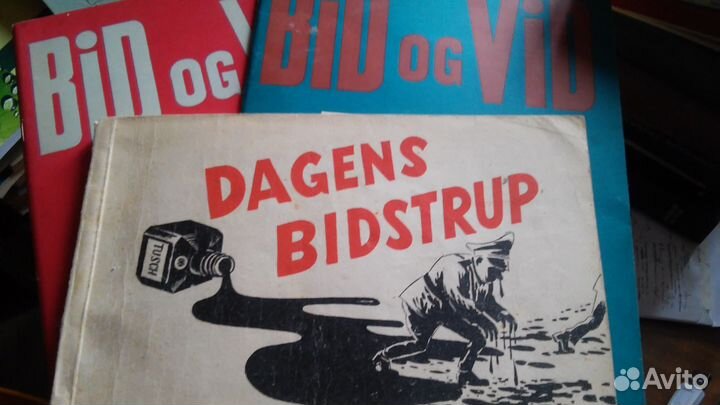 BiD OG V
BiD OG ViD
DAGENS
BIDSTRUP
TUSCH
Avito